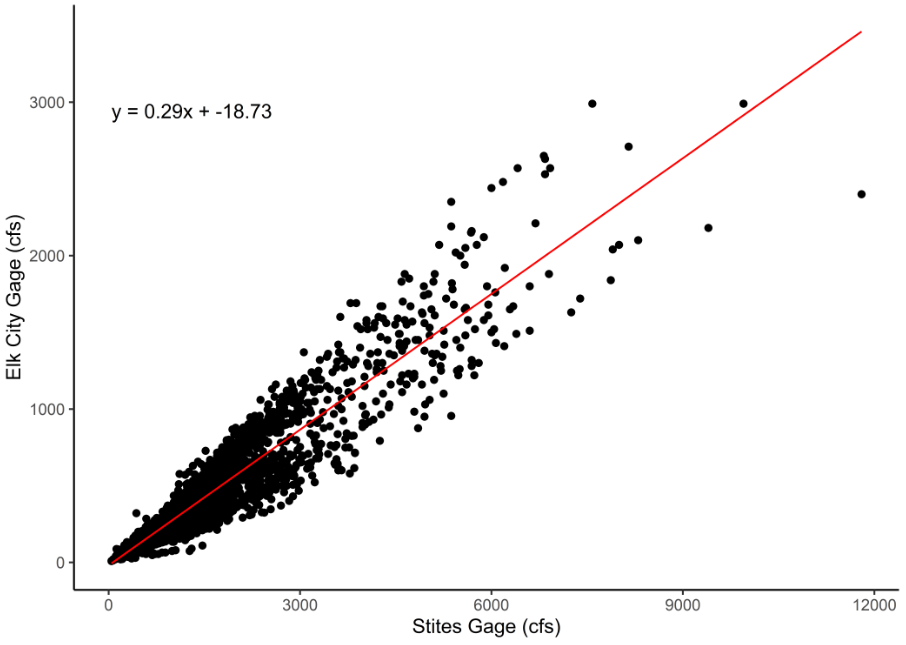 3000
y = 0.29x + -18.73
2000
1000
0
Elk City Gage (cfs)
0 3000 6000 9000 12000
Stites Gage (cfs)